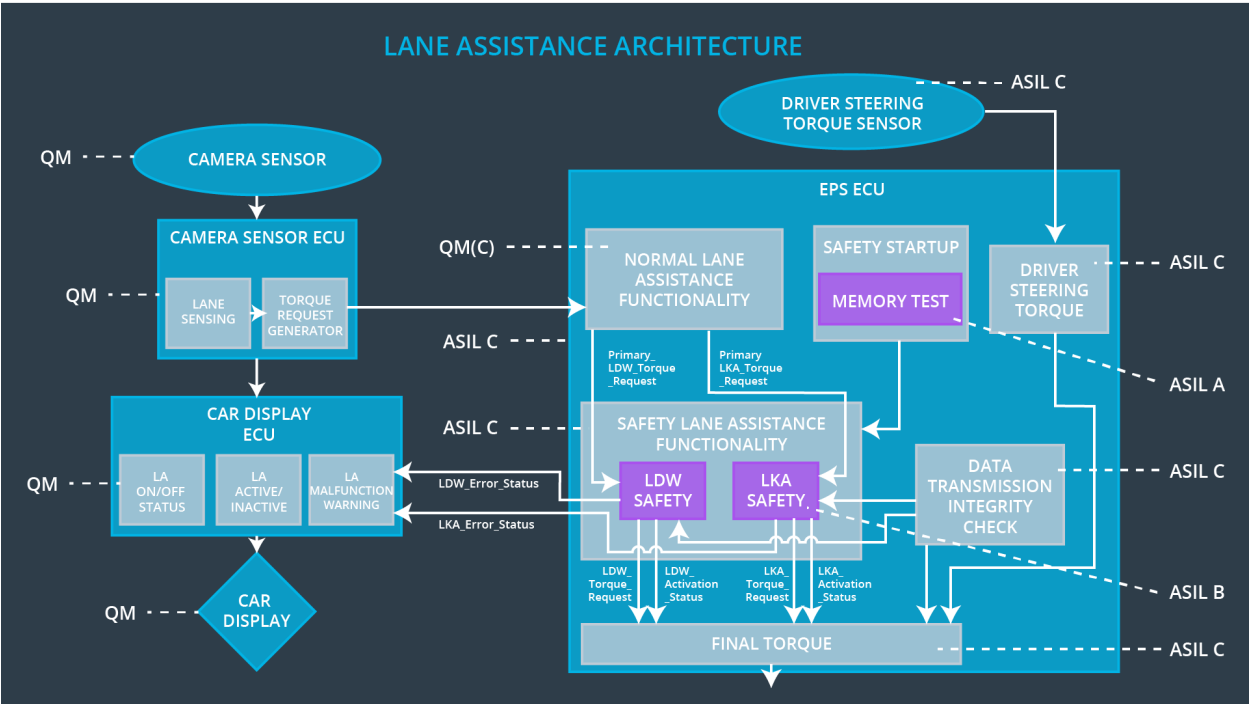 LANE ASSISTANCE ARCHITECTURE
ASIL C
DRIVER STEERING
TORQUE SENSOR
QM
CAMERA SENSOR
EPS ECU
CAMERA SENSOR ECU
QM(C)
NORMAL LANE
ASSISTANCE
FUNCTIONALITY
SAFETY STARTUP
MEMORY TEST
DRIVER
STEERING
TORQUE
ASIL C
QM
LANE
SENSING
TORQUE
REQUEST
GENERATOR
ASIL C
Primary_
LDW_Torque
_Request
Primary
LKA_Torque
_Request
ASIL A
CAR DISPLAY
ECU
ASIL C
SAFETY LANE ASSISTANCE
FUNCTIONALITY
QM
LA
ON/OFF
STATUS
LA
ACTIVE/
INACTIVE
LA
MALFUNCTION
WARNING
LDW_Error_Status
LKA_Error_Status
LDW
SAFETY
LKA
SAFETY
DATA
TRANSMISSION
INTEGRITY
CHECK
ASIL C
LDW_
Torque_
Request
LDW_
Activation
_Status
LKA_
Torque_
Request
LKA_
Activation
_Status
ASIL B
QM
CAR
DISPLAY
FINAL TORQUE
ASIL C